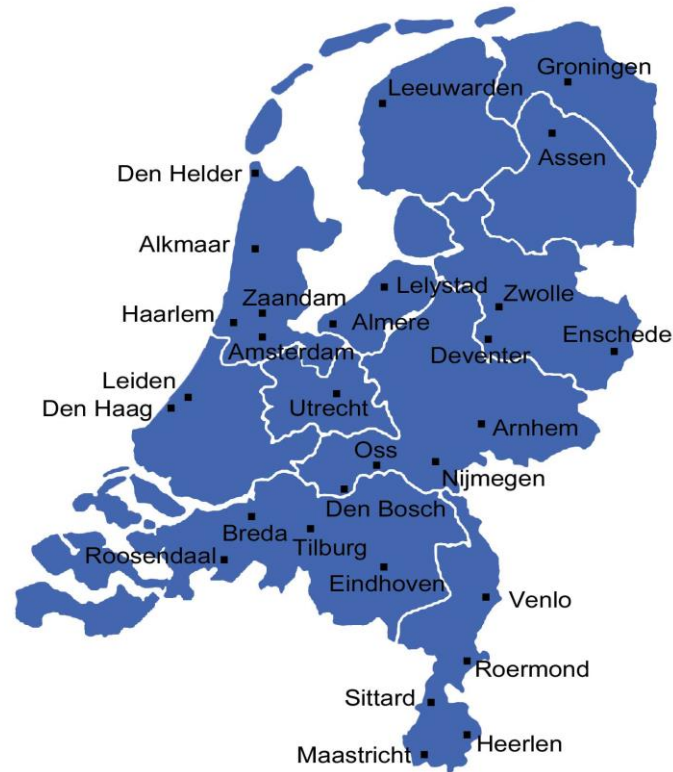 Groningen
Leeuwarden
Assen
Den Helder
Alkmaar
Lelystad
Zwolle
Zaandam
Haarlem
Almere
Enschede
Amsterdam
Deventer
Leiden
Den Haag
Utrecht
Arnhem
Oss
Nijmegen
Den Bosch
Breda
Tilburg
Roosendaal
Eindhoven
Venlo
Roermond
Sittard
Heerlen
Maastricht